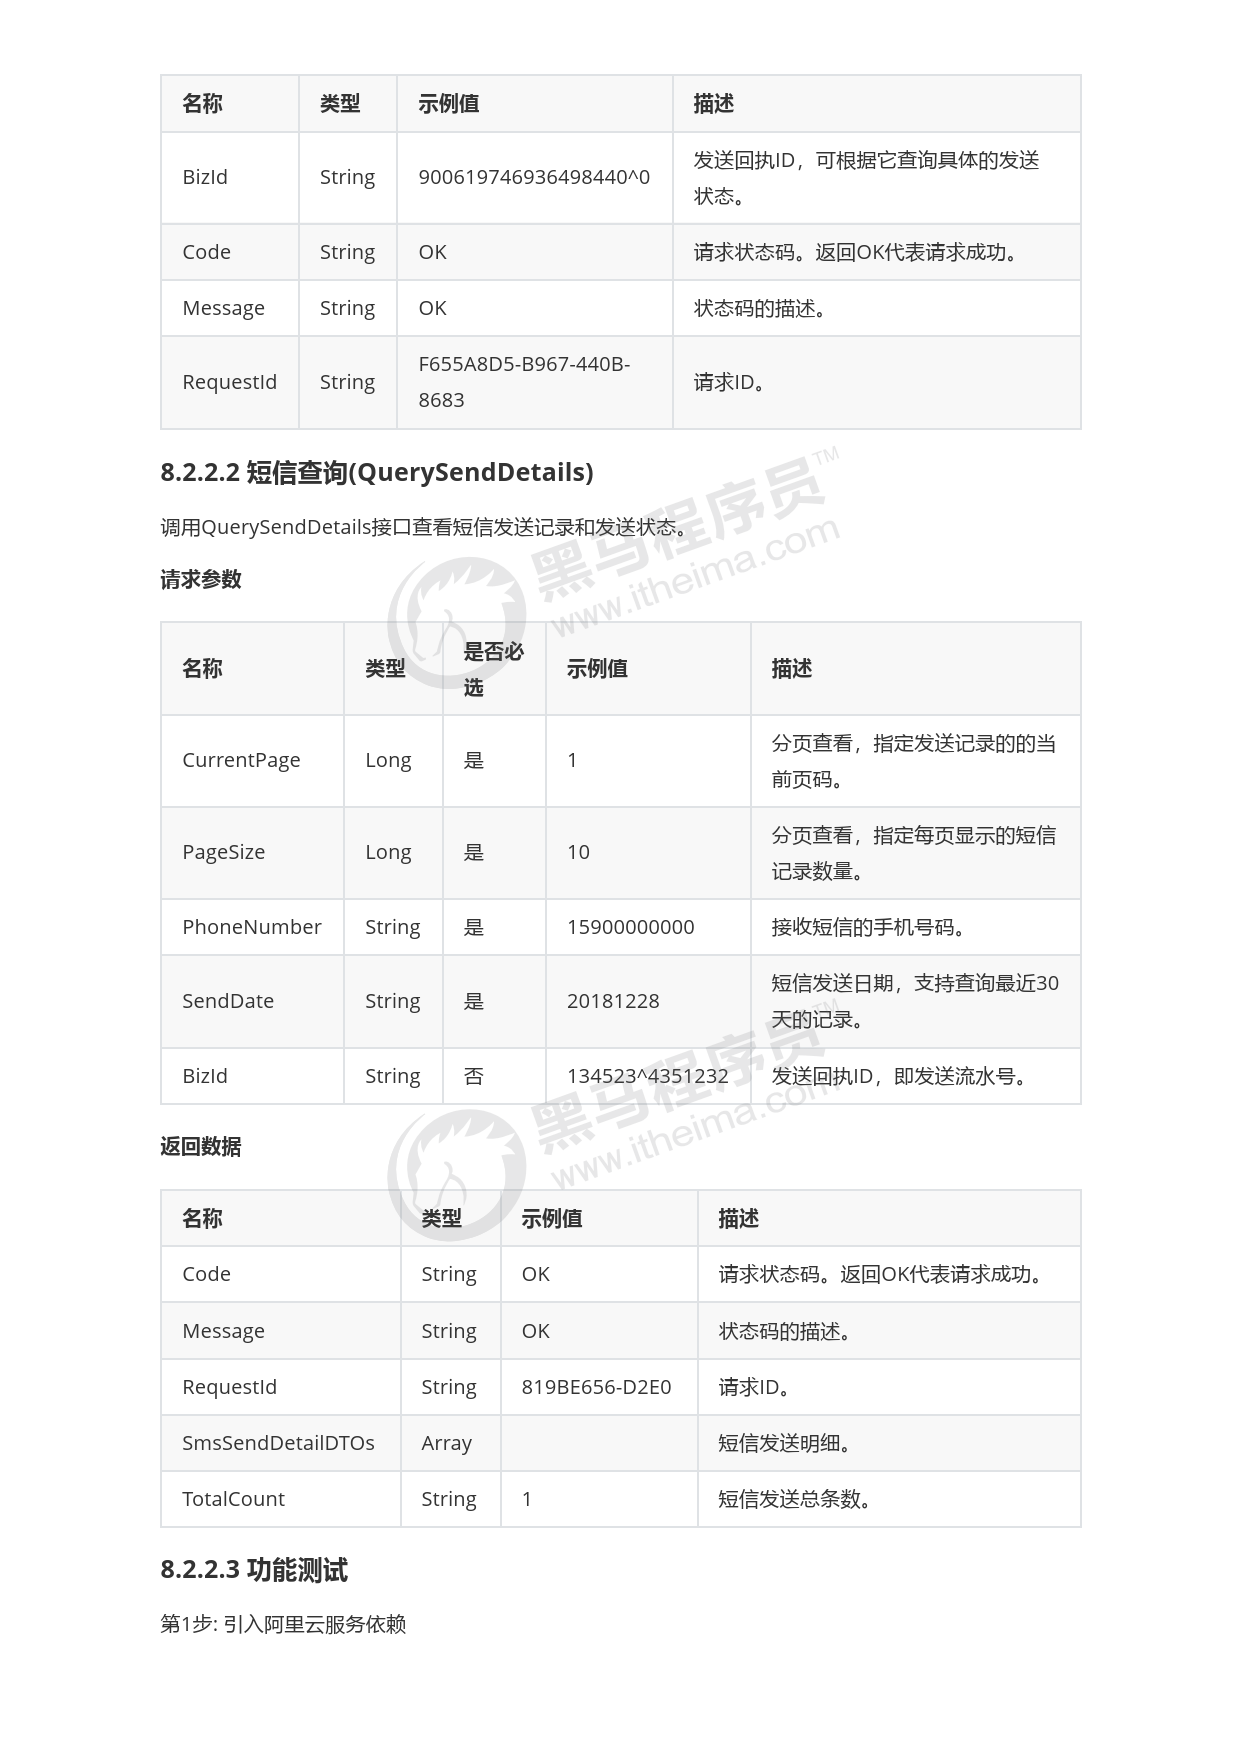 名称 类型 示例值 描述
BizId String 900619746936498440^0 发送回执ID，可根据它查询具体的发送
状态。
Code String OK 请求状态码。返回OK代表请求成功。
Message String OK 状态码的描述。
RequestId String F655A8D5-B967-440B-
8683 请求ID。
8.2.2.2 短信查询(QuerySendDetails)
调用QuerySendDetails接口查看短信发送记录和发送状态。
请求参数
名称 类型 是否必
选 示例值 描述
CurrentPage Long 是 1 分页查看，指定发送记录的的当
前页码。
PageSize Long 是 10 分页查看，指定每页显示的短信
记录数量。
PhoneNumber String 是 15900000000 接收短信的手机号码。
SendDate String 是 20181228 短信发送日期，支持查询最近30
天的记录。
BizId String 否 134523^4351232 发送回执ID，即发送流水号。
返回数据
名称 类型 示例值 描述
Code String OK 请求状态码。返回OK代表请求成功。
Message String OK 状态码的描述。
RequestId String 819BE656-D2E0 请求ID。
SmsSendDetailDTOs Array 短信发送明细。
TotalCount String 1 短信发送总条数。
8.2.2.3 功能测试
第1步: 引入阿里云服务依赖
黑马程序员™
www.itheima.com
黑马程序员™
www.itheima.com